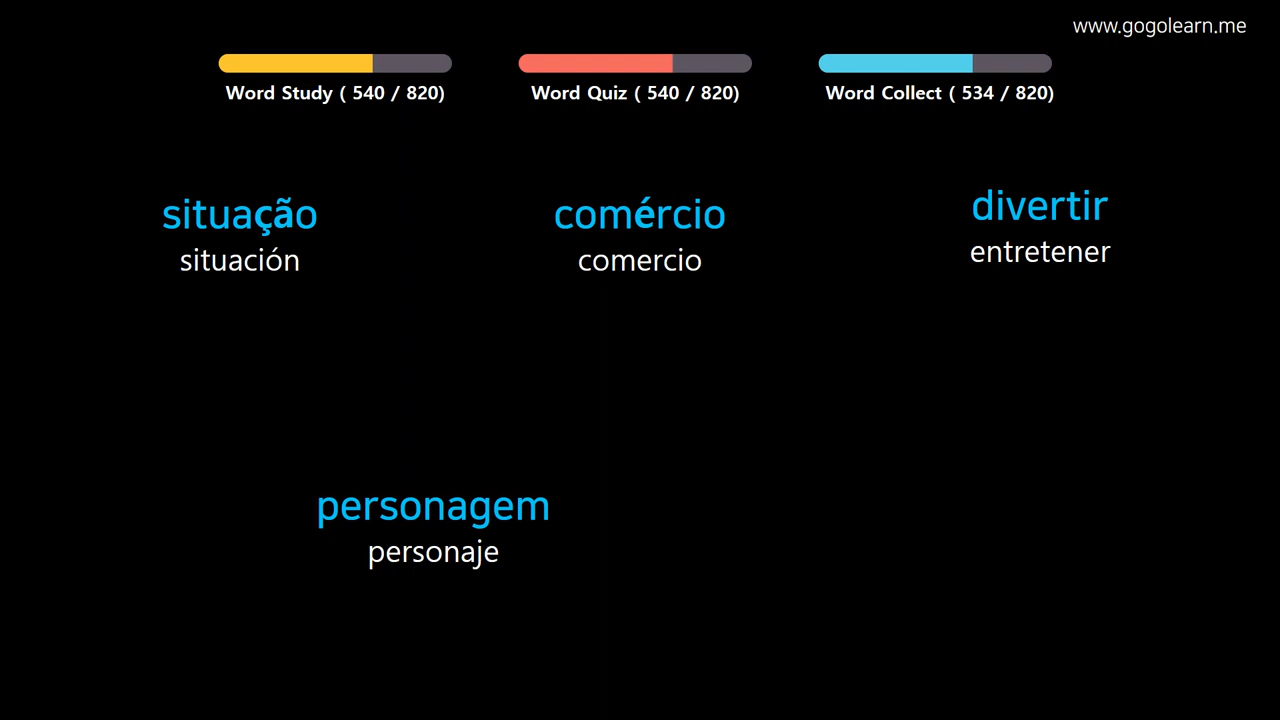 www.gogolearn.me
Word Study ( 540 / 820)
Word Quiz ( 540 / 820)
Word Collect ( 534 / 820)
situação
situación
comércio
comercio
divertir
entretener
personagem
personaje